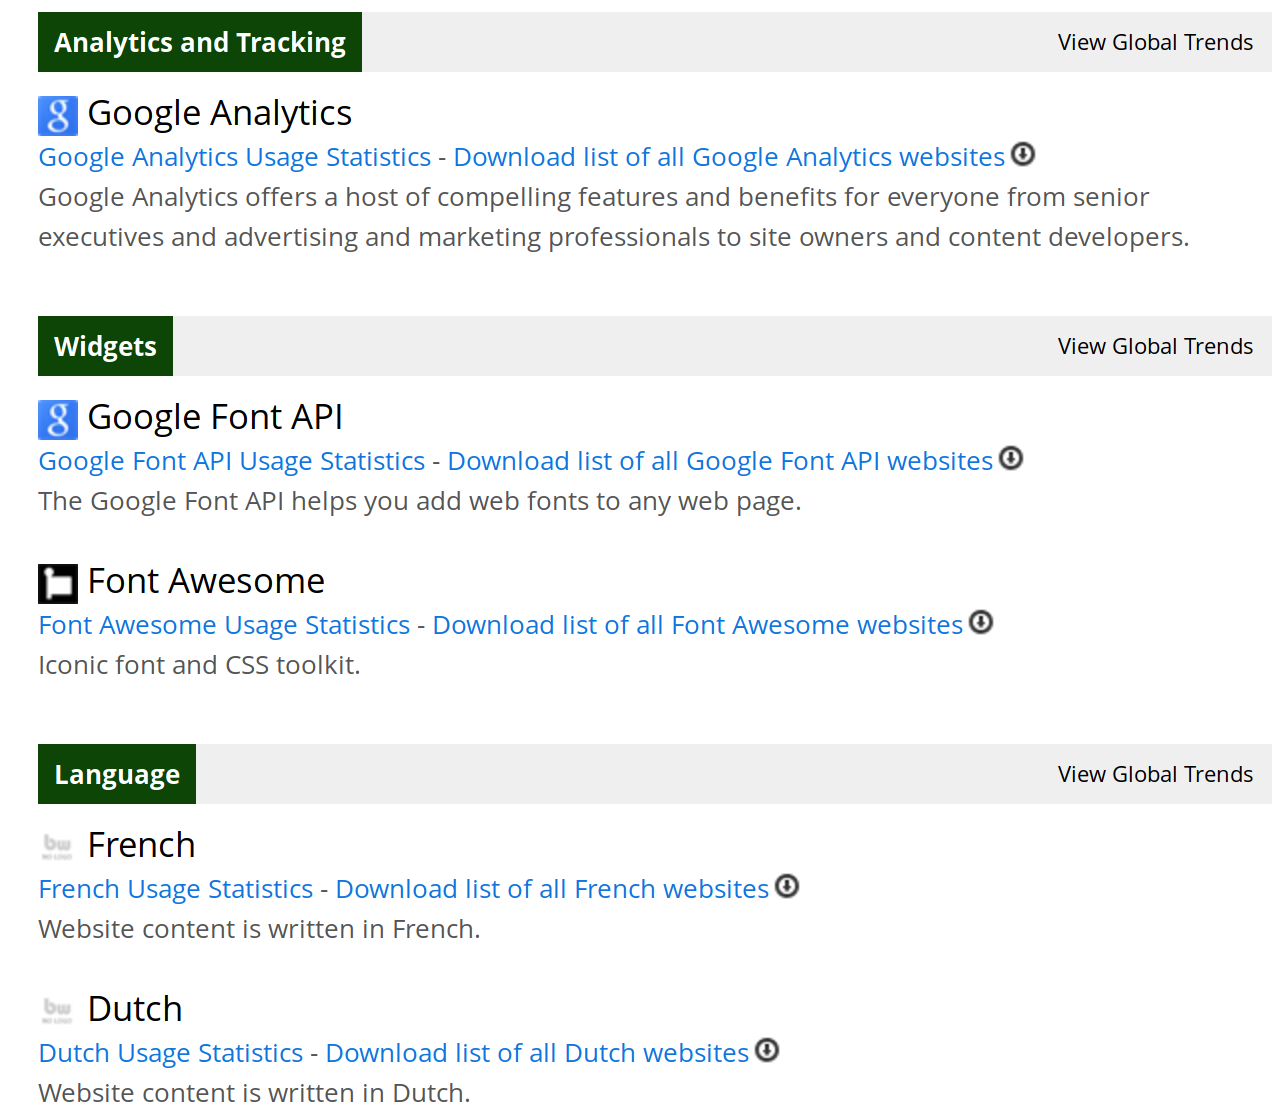 Analytics and Tracking
View Global Trends
Google Analytics
Google Analytics Usage Statistics - Download list of all Google Analytics websites
Google Analytics offers a host of compelling features and benefits for everyone from senior
executives and advertising and marketing professionals to site owners and content developers.
Widgets
View Global Trends
Google Font API
Google Font API Usage Statistics - Download list of all Google Font API websites
The Google Font API helps you add web fonts to any web page.
Font Awesome
Font Awesome Usage Statistics - Download list of all Font Awesome websites
Iconic font and CSS toolkit.
Language
View Global Trends
bw
NO LOGO
French
French Usage Statistics - Download list of all French websites
Website content is written in French.
bw
NO LOGO
Dutch
Dutch Usage Statistics - Download list of all Dutch websites
Website content is written in Dutch.